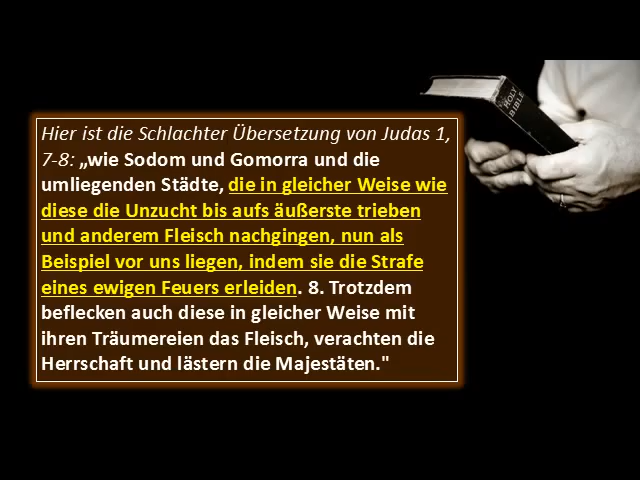 Hier ist die Schlachter Übersetzung von Judas 1,
7-8: „wie Sodom und Gomorra und die
umliegenden Städte, die in gleicher Weise wie
diese die Unzucht bis aufs äußerste trieben
und anderem Fleisch nachgingen, nun als
Beispiel vor uns liegen, indem sie die Strafe
eines ewigen Feuers erleiden. 8. Trotzdem
beflecken auch diese in gleicher Weise mit
ihren Träumereien das Fleisch, verachten die
Herrschaft und lästern die Majestäten."
HOLY
BIBLE